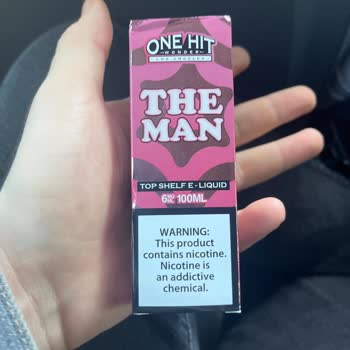 ONE HIT
WONDER
LOS ANGELES
THE
MAN
TOP SHELF E-LIQUID
6MG 100ML
WARNING:
This product
contains nicotine.
Nicotine is
an addictive
chemical.